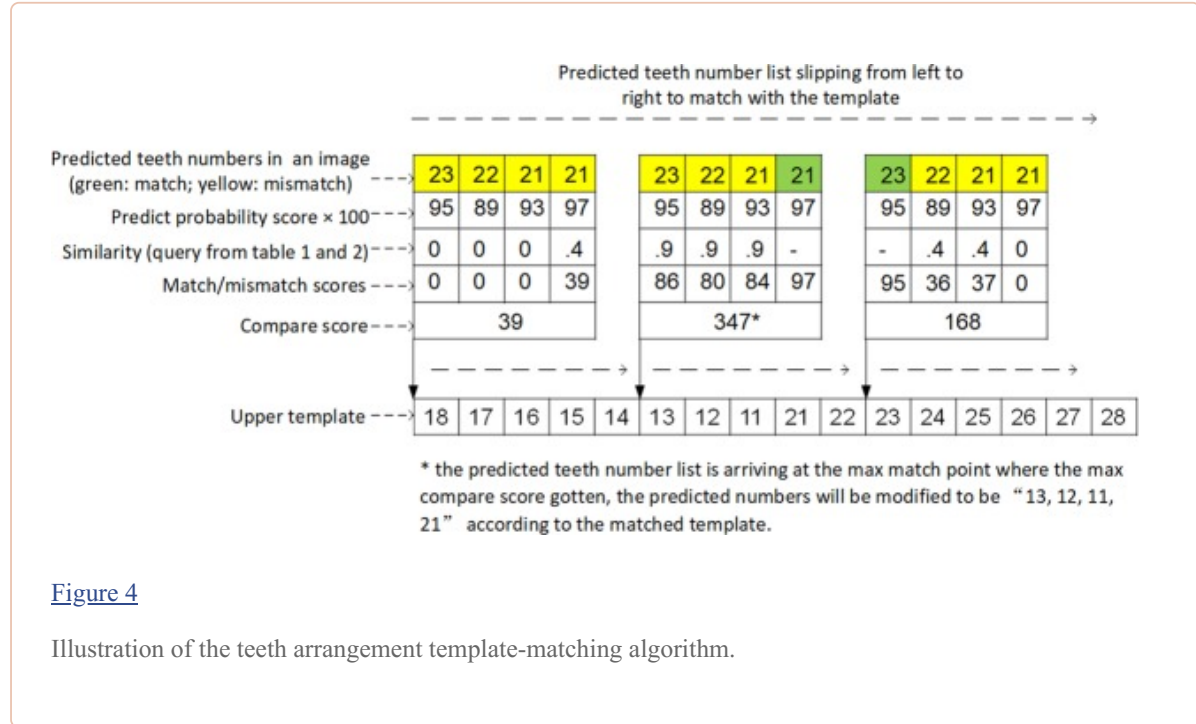 Predicted teeth number list slipping from left to
right to match with the template
Predicted teeth numbers in an image
(green: match; yellow: mismatch)
23 22 21 21 23 22 21 21 23 22 21 21
Predict probability score × 100
95 89 93 97 95 89 93 97 95 89 93 97
Similarity (query from table 1 and 2)
0 0 0 .4 .9 .9 .9 - - .4 .4 0
Match/mismatch scores
0 0 0 39 86 80 84 97 95 36 37 0
Compare score
39 347* 168
Upper template
18 17 16 15 14 13 12 11 21 22 23 24 25 26 27 28
* the predicted teeth number list is arriving at the max match point where the max
compare score gotten, the predicted numbers will be modified to be “13, 12, 11,
21” according to the matched template.
Figure 4
Illustration of the teeth arrangement template-matching algorithm.